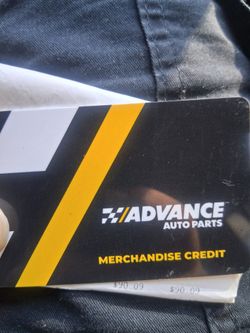 ADVANCE
AUTO PARTS
MERCHANDISE CREDIT
$90.09 $90.09